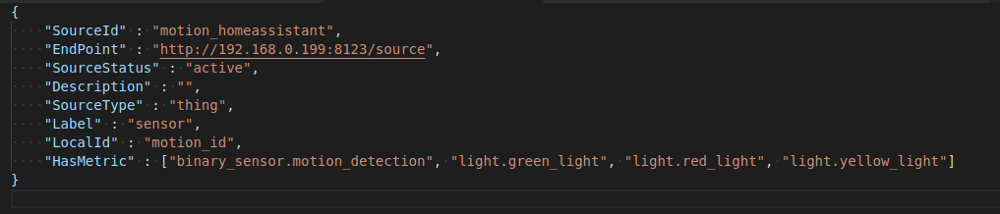 {
    "SourceId" : "motion_homeassistant",
    "EndPoint" : "http://192.168.0.199:8123/source",
    "SourceStatus" : "active",
    "Description" : "",
    "SourceType" : "thing",
    "Label" : "sensor",
    "LocalId" : "motion_id",
    "HasMetric" : ["binary_sensor.motion_detection", "light.green_light", "light.red_light", "light.yellow_light"]
}